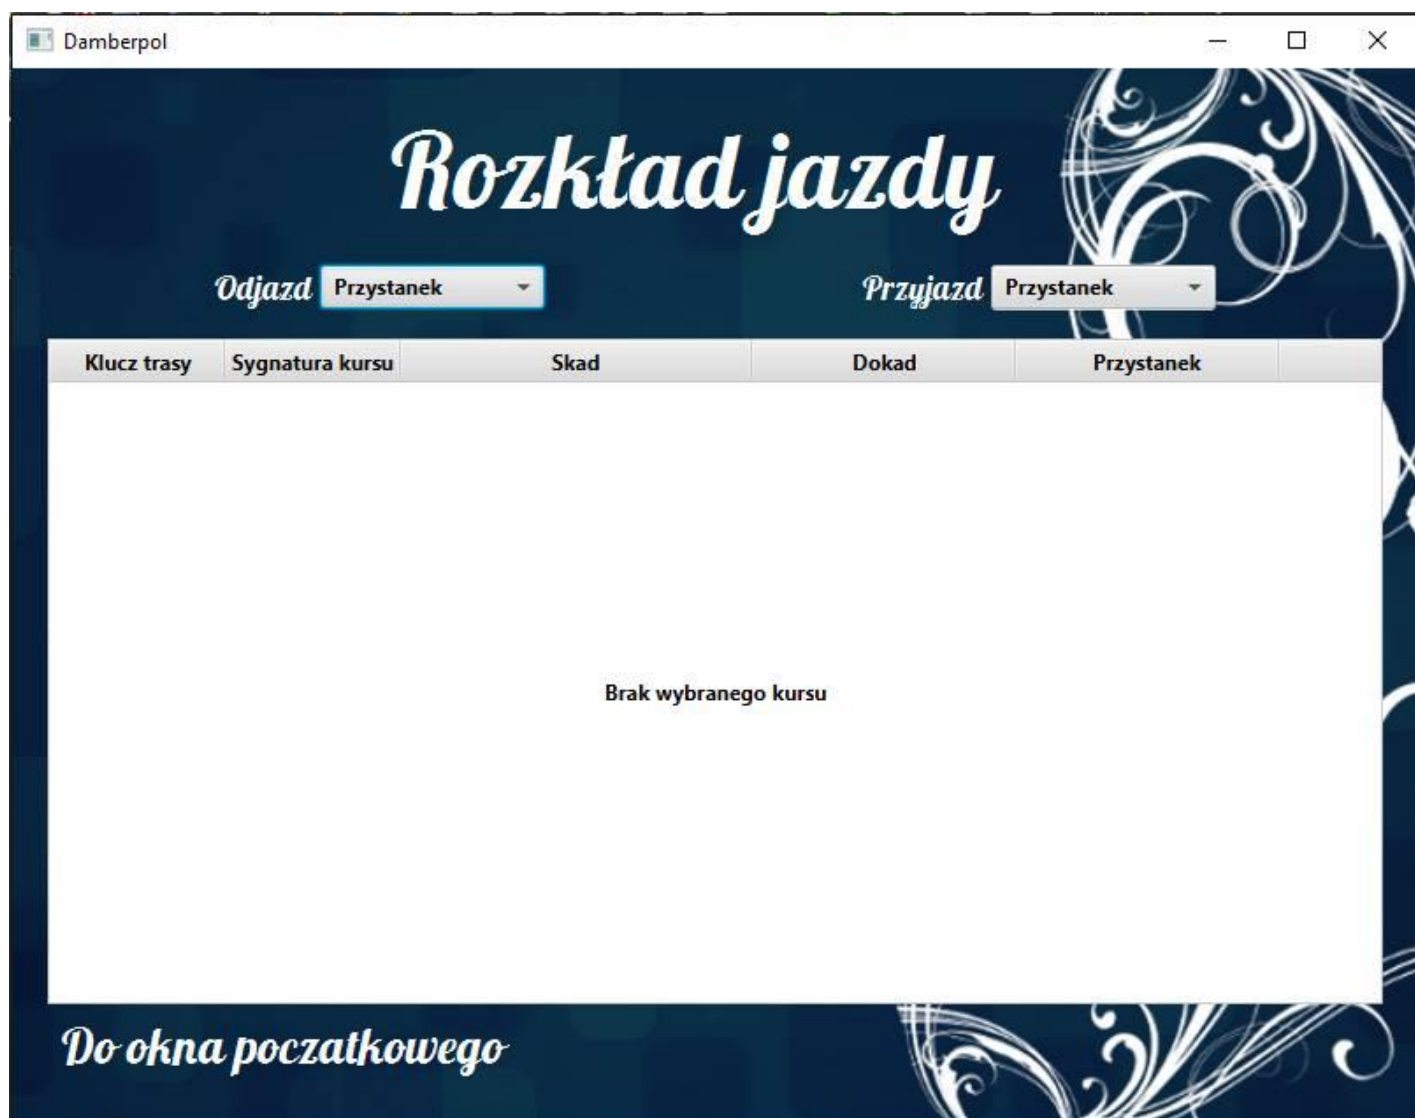 Damberpol
Rozkład jazdy
Odjazd Przystanek Przyjazd Przystanek
Klucz trasy Sygnatura kursu Skad Dokad Przystanek
Brak wybranego kursu
Do okna poczatkowego